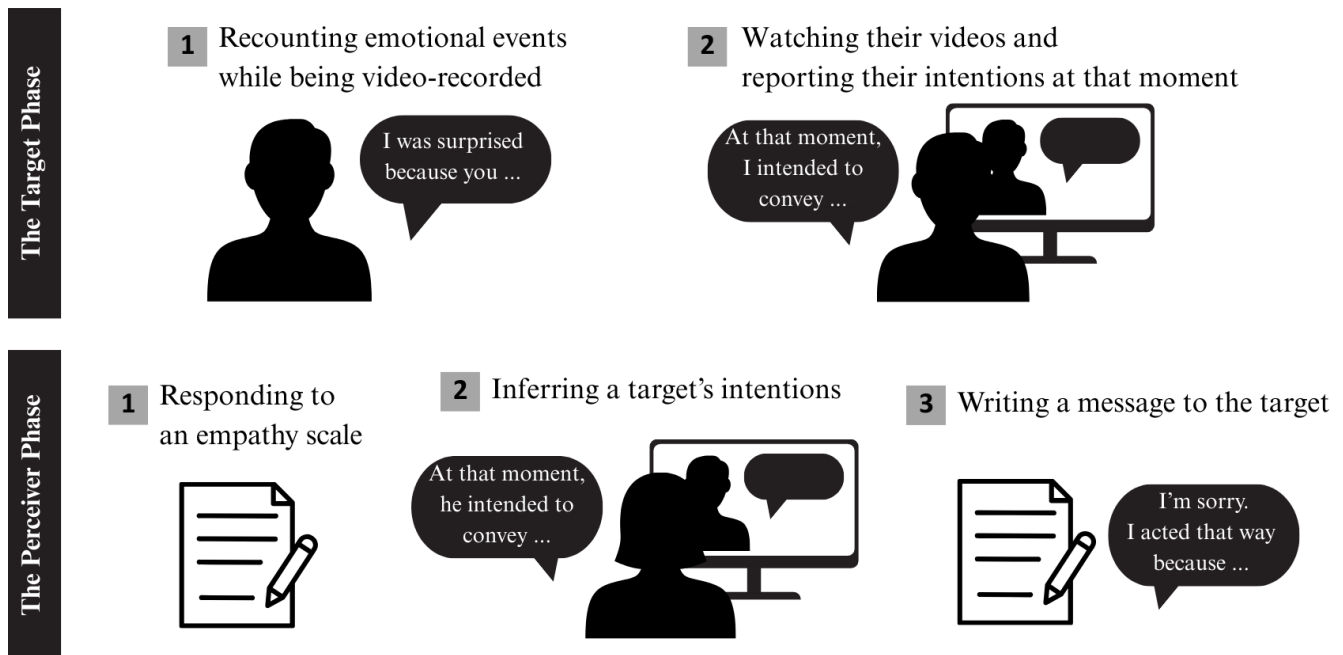 The Target Phase
1
Recounting emotional events
while being video-recorded
I was surprised
because you ...
2
Watching their videos and
reporting their intentions at that moment
At that moment,
I intended to
convey ...
The Perceiver Phase
1
Responding to
an empathy scale
2
Inferring a target’s intentions
At that moment,
he intended to
convey ...
3
Writing a message to the target
I’m sorry.
I acted that way
because ...